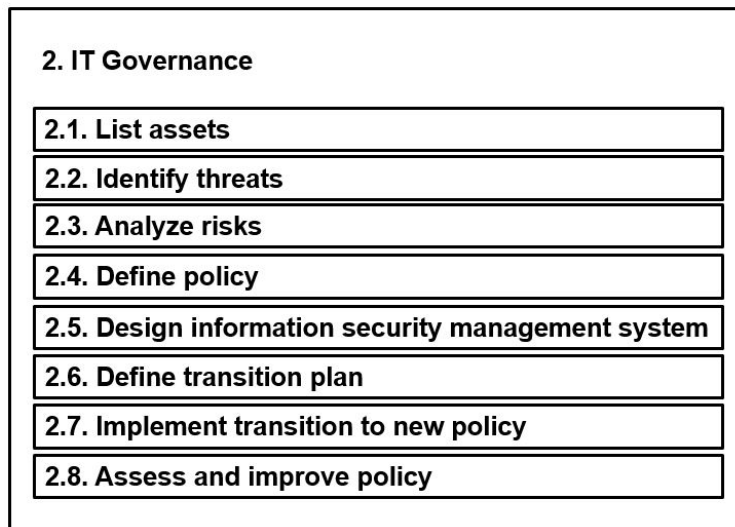 2. IT Governance
2.1. List assets
2.2. Identify threats
2.3. Analyze risks
2.4. Define policy
2.5. Design information security management system
2.6. Define transition plan
2.7. Implement transition to new policy
2.8. Assess and improve policy